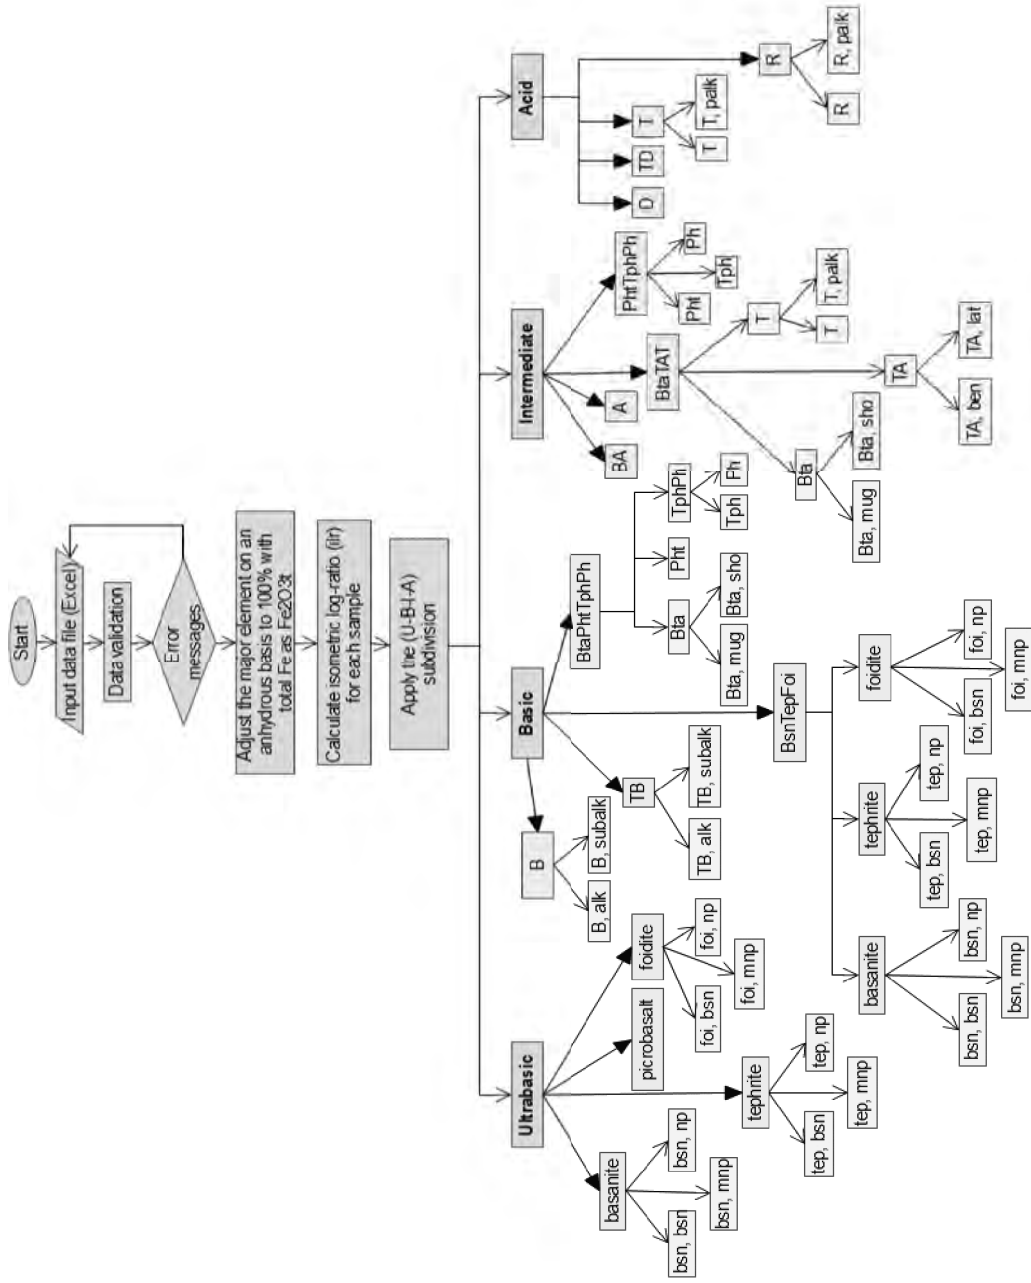 Start
Input data file (Excel)
Data validation
Error
messages
Adjust the major element on an
anhydrous basis to 100% with
total Fe as Fe2O3t
Calculate isometric log-ratio (ilr)
for each sample
Apply the (U-B-I-A)
subdivision
Ultrabasic
Basic
Intermediate
Acid
basanite
bsn, bsn
bsn, mnp
bsn, np
tephrite
tep, bsn
tep, mnp
tep, np
picrobasalt
foidite
foi, bsn
foi, mnp
foi, np
B
B, alk
B, subalk
TB
TB, alk
TB, subalk
BsnTepFoi
basanite
bsn, bsn
bsn, mnp
bsn, np
tephrite
tep, bsn
tep, mnp
tep, np
foidite
foi, bsn
foi, mnp
foi, np
BtaPhtTphPh
Bta
Bta, mug
Bta, sho
Pht
TphPh
Tph
Fh
BA
A
BtaTAT
Bta
Bta, mug
Bta, sho
TA
TA, ben
TA, lat
T
T
T, palk
PhtTphPh
Pht
Tph
Ph
D
TD
T
T
T, palk
R
R
R, palk